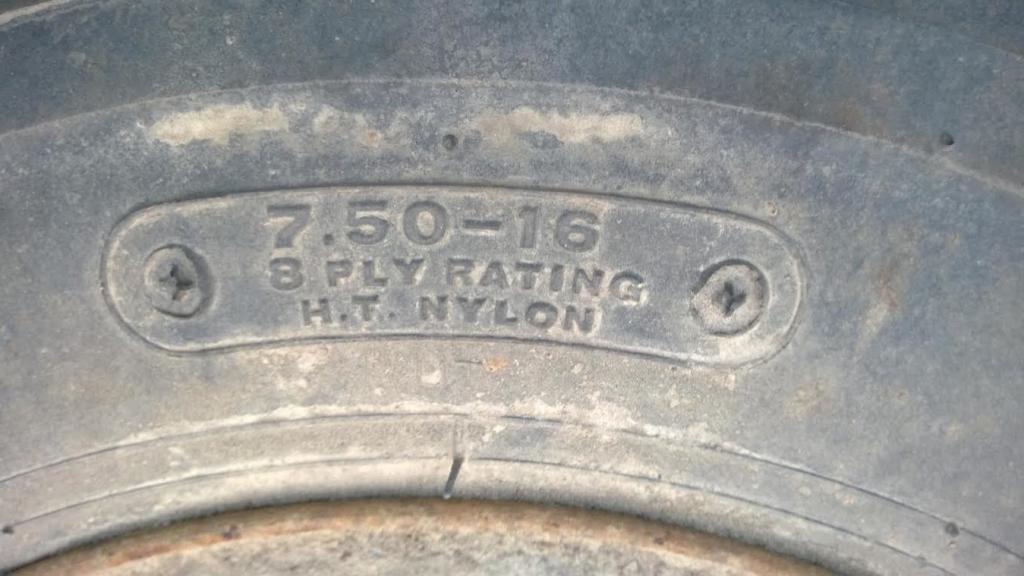 7.50-16
8 PLY RATING
H.T. NYLON